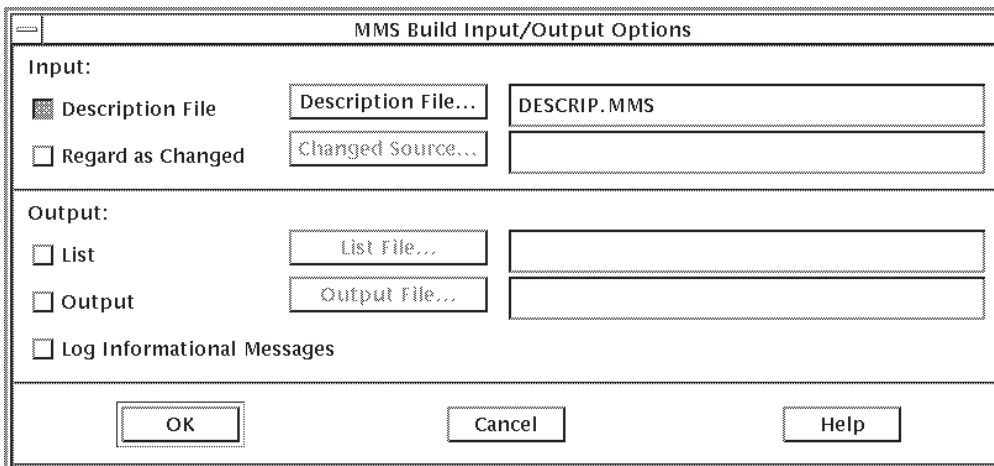 MMS Build Input/Output Options
Input:
Description File Description File... DESCRIP.MMS
Regard as Changed Changed Source...
Output:
List List File...
Output Output File...
Log Informational Messages
OK Cancel Help